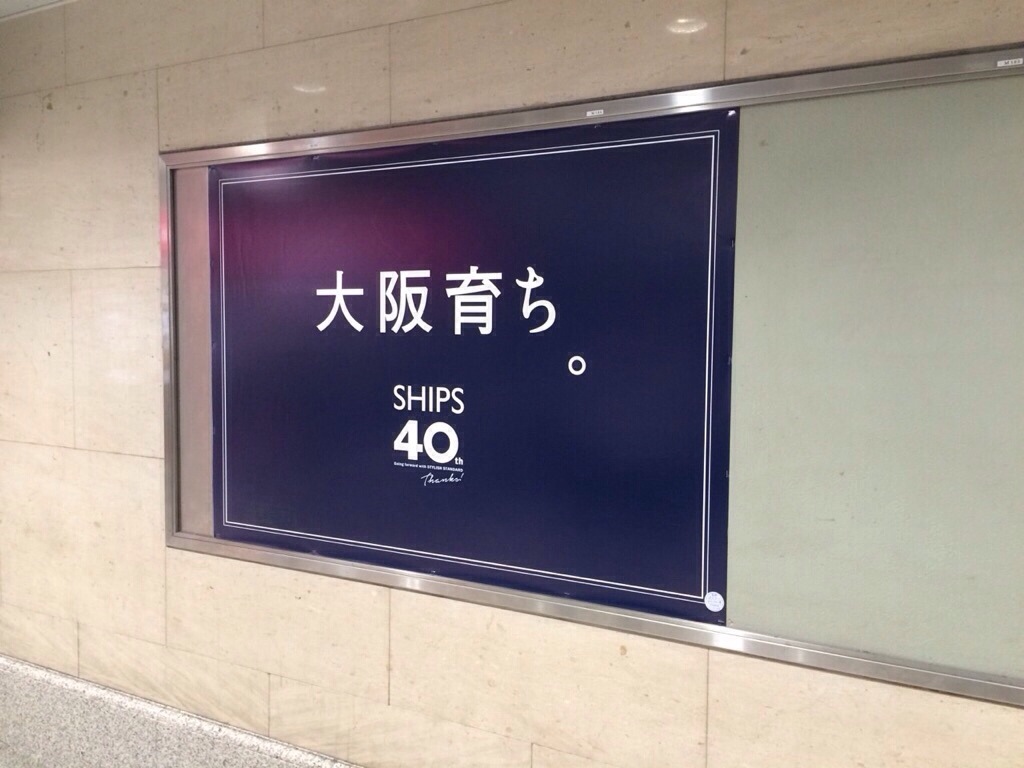 大阪育ち。
SHIPS
40th
Going forward with STYLISH STANDARD
Thanks!